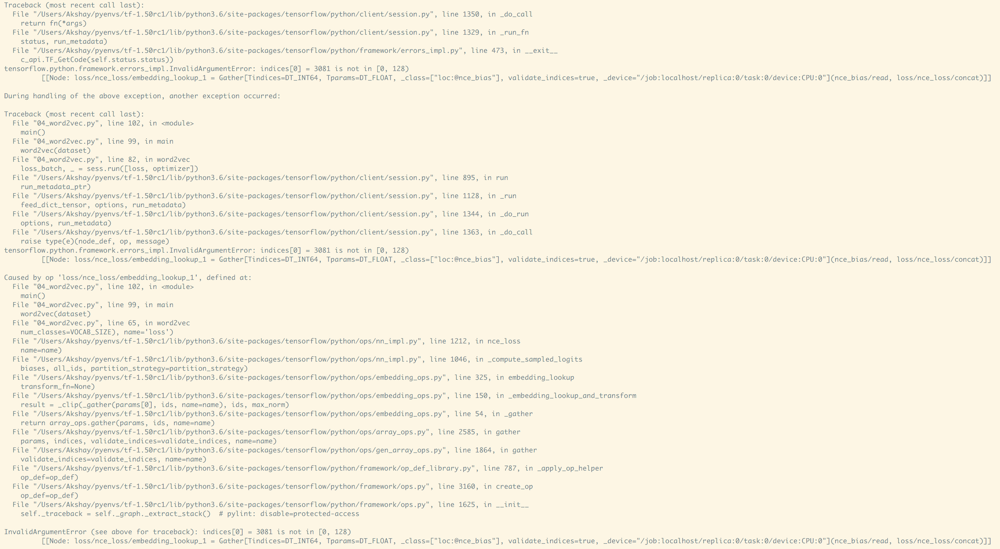 Traceback (most recent call last):
  File "/Users/Akshay/pyenvs/tf-1.50rc1/lib/python3.6/site-packages/tensorflow/python/client/session.py", line 1350, in _do_call
    return fn(*args)
  File "/Users/Akshay/pyenvs/tf-1.50rc1/lib/python3.6/site-packages/tensorflow/python/client/session.py", line 1329, in _run_fn
    status, run_metadata)
  File "/Users/Akshay/pyenvs/tf-1.50rc1/lib/python3.6/site-packages/tensorflow/python/framework/errors_impl.py", line 473, in __exit__
    c_api.TF_GetCode(self.status.status))
tensorflow.python.framework.errors_impl.InvalidArgumentError: indices[0] = 3081 is not in [0, 128)
         [[Node: loss/nce_loss/embedding_lookup_1 = Gather[Tindices=DT_INT64, Tparams=DT_FLOAT, _class=["loc:@nce_bias"], validate_indices=true, _device="/job:localhost/replica:0/task:0/device:CPU:0"](nce_bias/read, loss/nce_loss/concat)]]

During handling of the above exception, another exception occurred:

Traceback (most recent call last):
  File "04_word2vec.py", line 102, in <module>
    main()
  File "04_word2vec.py", line 99, in main
    word2vec(dataset)
  File "04_word2vec.py", line 82, in word2vec
    loss_batch, _ = sess.run([loss, optimizer])
  File "/Users/Akshay/pyenvs/tf-1.50rc1/lib/python3.6/site-packages/tensorflow/python/client/session.py", line 895, in run
    run_metadata_ptr)
  File "/Users/Akshay/pyenvs/tf-1.50rc1/lib/python3.6/site-packages/tensorflow/python/client/session.py", line 1128, in _run
    feed_dict_tensor, options, run_metadata)
  File "/Users/Akshay/pyenvs/tf-1.50rc1/lib/python3.6/site-packages/tensorflow/python/client/session.py", line 1344, in _do_run
    options, run_metadata)
  File "/Users/Akshay/pyenvs/tf-1.50rc1/lib/python3.6/site-packages/tensorflow/python/client/session.py", line 1363, in _do_call
    raise type(e)(node_def, op, message)
tensorflow.python.framework.errors_impl.InvalidArgumentError: indices[0] = 3081 is not in [0, 128)
         [[Node: loss/nce_loss/embedding_lookup_1 = Gather[Tindices=DT_INT64, Tparams=DT_FLOAT, _class=["loc:@nce_bias"], validate_indices=true, _device="/job:localhost/replica:0/task:0/device:CPU:0"](nce_bias/read, loss/nce_loss/concat)]]

Caused by op 'loss/nce_loss/embedding_lookup_1', defined at:
  File "04_word2vec.py", line 102, in <module>
    main()
  File "04_word2vec.py", line 99, in main
    word2vec(dataset)
  File "04_word2vec.py", line 65, in word2vec
    num_classes=VOCAB_SIZE), name='loss')
  File "/Users/Akshay/pyenvs/tf-1.50rc1/lib/python3.6/site-packages/tensorflow/python/ops/nn_impl.py", line 1212, in nce_loss
    name=name)
  File "/Users/Akshay/pyenvs/tf-1.50rc1/lib/python3.6/site-packages/tensorflow/python/ops/nn_impl.py", line 1046, in _compute_sampled_logits
    biases, all_ids, partition_strategy=partition_strategy)
  File "/Users/Akshay/pyenvs/tf-1.50rc1/lib/python3.6/site-packages/tensorflow/python/ops/embedding_ops.py", line 325, in embedding_lookup
    transform_fn=None)
  File "/Users/Akshay/pyenvs/tf-1.50rc1/lib/python3.6/site-packages/tensorflow/python/ops/embedding_ops.py", line 150, in _embedding_lookup_and_transform
    result = _clip(_gather(params[0], ids, name=name), ids, max_norm)
  File "/Users/Akshay/pyenvs/tf-1.50rc1/lib/python3.6/site-packages/tensorflow/python/ops/embedding_ops.py", line 54, in _gather
    return array_ops.gather(params, ids, name=name)
  File "/Users/Akshay/pyenvs/tf-1.50rc1/lib/python3.6/site-packages/tensorflow/python/ops/array_ops.py", line 2585, in gather
    params, indices, validate_indices=validate_indices, name=name)
  File "/Users/Akshay/pyenvs/tf-1.50rc1/lib/python3.6/site-packages/tensorflow/python/ops/gen_array_ops.py", line 1864, in gather
    validate_indices=validate_indices, name=name)
  File "/Users/Akshay/pyenvs/tf-1.50rc1/lib/python3.6/site-packages/tensorflow/python/framework/op_def_library.py", line 787, in _apply_op_helper
    op_def=op_def)
  File "/Users/Akshay/pyenvs/tf-1.50rc1/lib/python3.6/site-packages/tensorflow/python/framework/ops.py", line 3160, in create_op
    op_def=op_def)
  File "/Users/Akshay/pyenvs/tf-1.50rc1/lib/python3.6/site-packages/tensorflow/python/framework/ops.py", line 1625, in __init__
    self._traceback = self._graph._extract_stack()  # pylint: disable=protected-access

InvalidArgumentError (see above for traceback): indices[0] = 3081 is not in [0, 128)
         [[Node: loss/nce_loss/embedding_lookup_1 = Gather[Tindices=DT_INT64, Tparams=DT_FLOAT, _class=["loc:@nce_bias"], validate_indices=true, _device="/job:localhost/replica:0/task:0/device:CPU:0"](nce_bias/read, loss/nce_loss/concat)]]